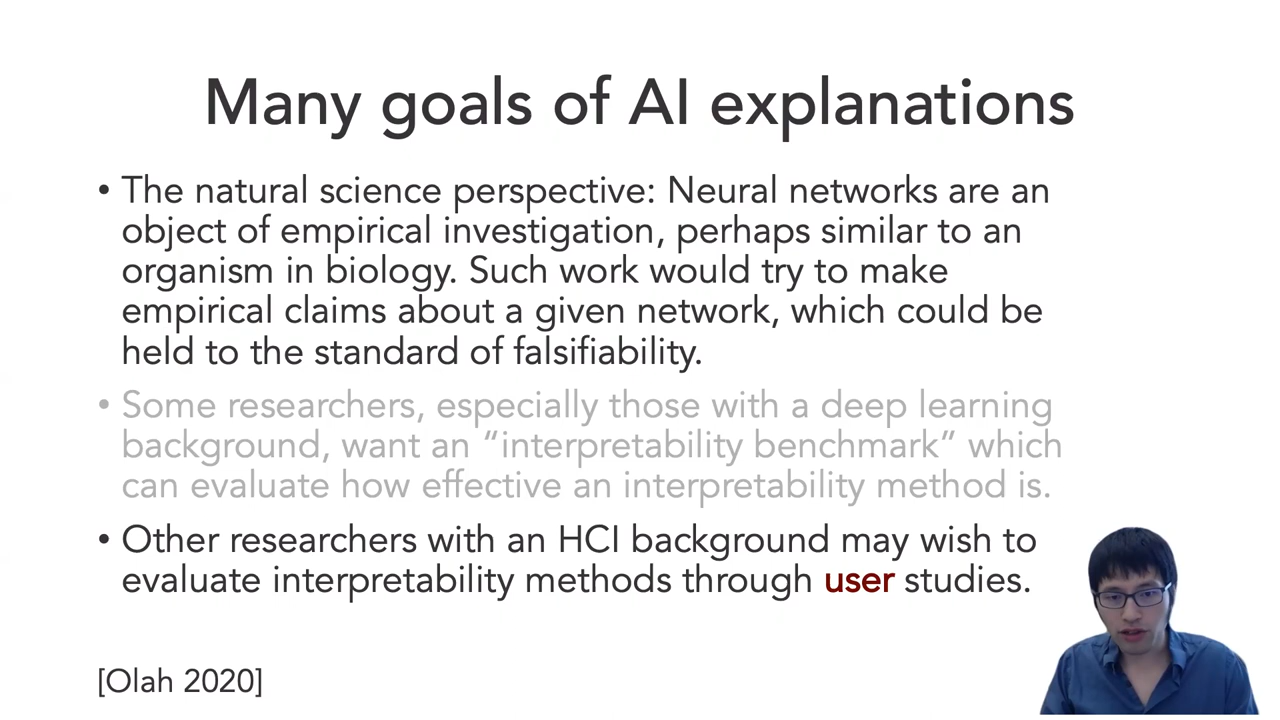 Many goals of AI explanations
• The natural science perspective: Neural networks are an
object of empirical investigation, perhaps similar to an
organism in biology. Such work would try to make
empirical claims about a given network, which could be
held to the standard of falsifiability.
• Some researchers, especially those with a deep learning
background, want an “interpretability benchmark” which
can evaluate how effective an interpretability method is.
• Other researchers with an HCI background may wish to
evaluate interpretability methods through user studies.
[Olah 2020]